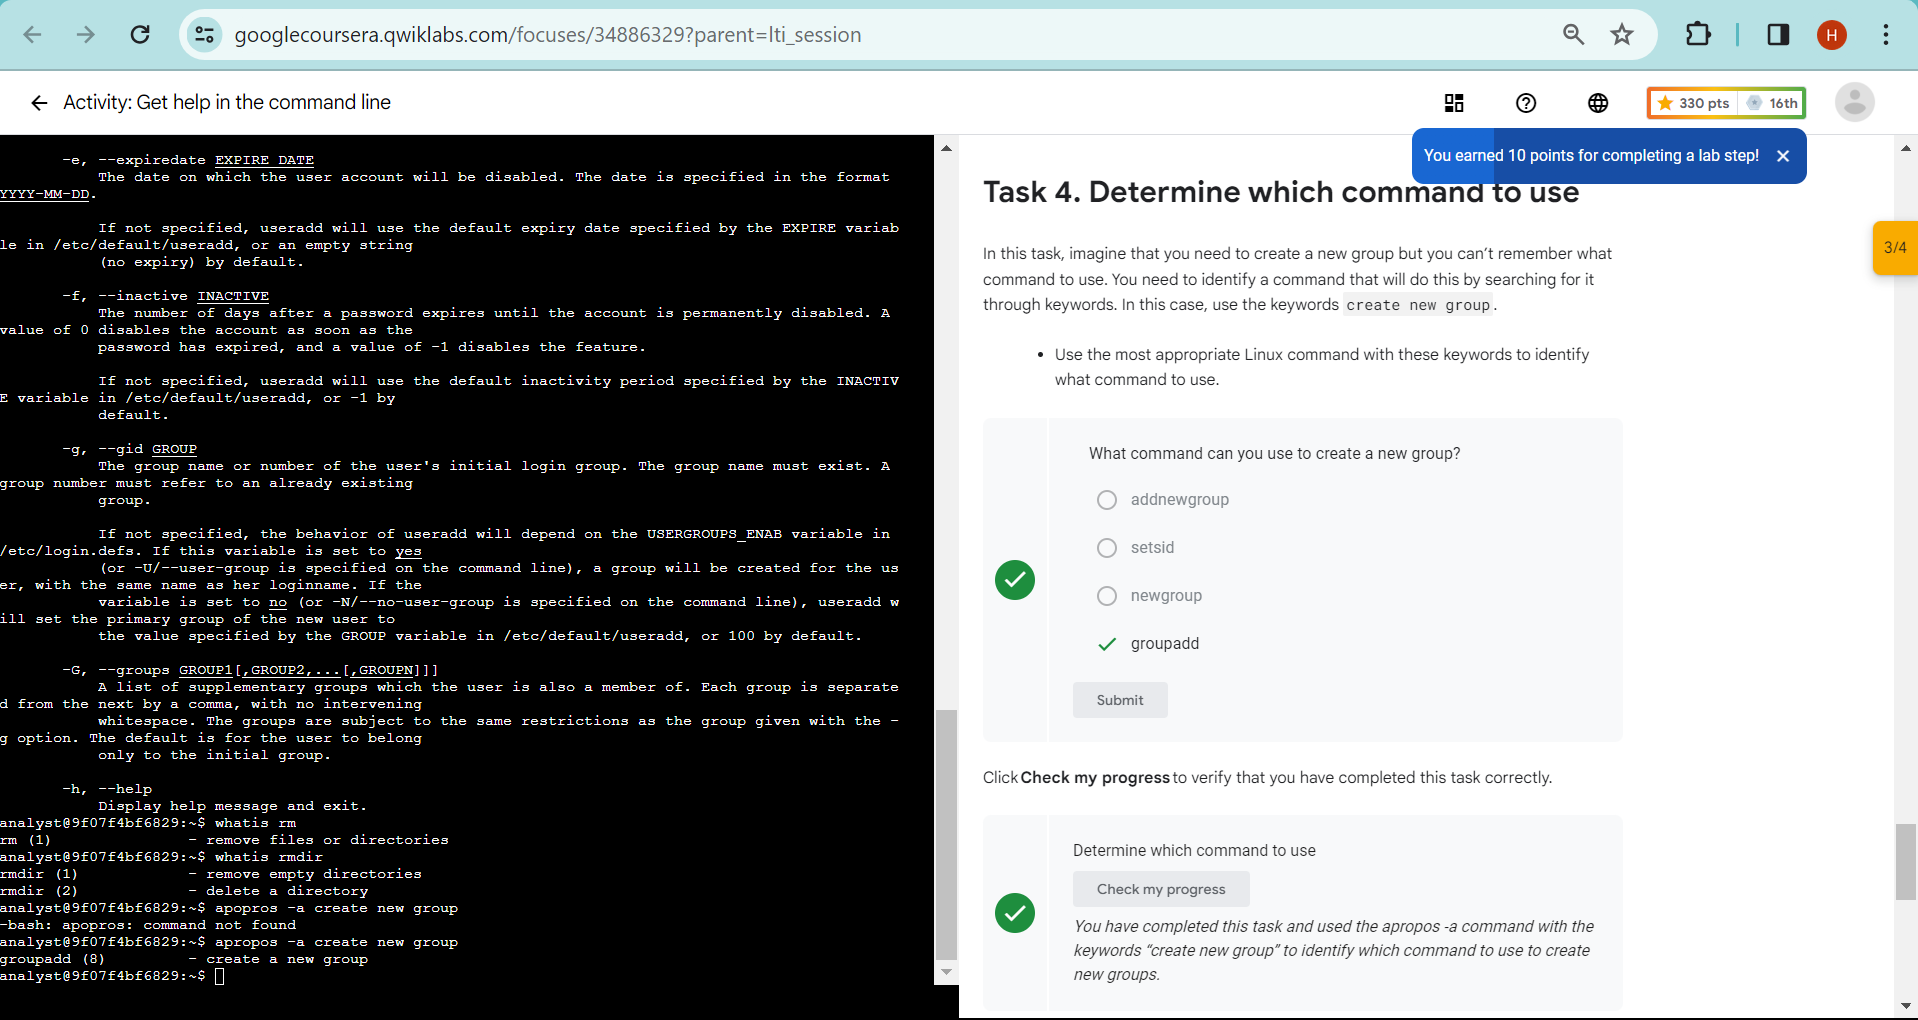 googlecoursera.qwiklabs.com/focuses/34886329?parent=lti_session
H
Activity: Get help in the command line
330 pts
16th
You earned 10 points for completing a lab step!
-e, --expiredate EXPIRE_DATE
The date on which the user account will be disabled. The date is specified in the format
YYYY-MM-DD.
If not specified, useradd will use the default expiry date specified by the EXPIRE variab
le in /etc/default/useradd, or an empty string
(no expiry) by default.
-f, --inactive INACTIVE
The number of days after a password expires until the account is permanently disabled. A
value of 0 disables the account as soon as the
password has expired, and a value of -1 disables the feature.
If not specified, useradd will use the default inactivity period specified by the INACTIV
E variable in /etc/default/useradd, or -1 by
default.
-g, --gid GROUP
The group name or number of the user's initial login group. The group name must exist. A
group number must refer to an already existing
group.
If not specified, the behavior of useradd will depend on the USERGROUPS_ENAB variable in
/etc/login.defs. If this variable is set to yes
(or -U/--user-group is specified on the command line), a group will be created for the us
er, with the same name as her loginname. If the
variable is set to no (or -N/--no-user-group is specified on the command line), useradd w
ill set the primary group of the new user to
the value specified by the GROUP variable in /etc/default/useradd, or 100 by default.
-G, --groups GROUP1[,GROUP2,...[,GROUPN]]]
A list of supplementary groups which the user is also a member of. Each group is separate
d from the next by a comma, with no intervening
whitespace. The groups are subject to the same restrictions as the group given with the -
g option. The default is for the user to belong
only to the initial group.
-h, --help
Display help message and exit.
analyst@9f07f4bf6829:~$ whatis rm
rm (1) - remove files or directories
analyst@9f07f4bf6829:~$ whatis rmdir
rmdir (1) - remove empty directories
rmdir (2) - delete a directory
analyst@9f07f4bf6829:~$ apopros -a create new group
-bash: apopros: command not found
analyst@9f07f4bf6829:~$ apropos -a create new group
groupadd (8) - create a new group
analyst@9f07f4bf6829:~$
Task 4. Determine which command to use
3/4
In this task, imagine that you need to create a new group but you can't remember what
command to use. You need to identify a command that will do this by searching for it
through keywords. In this case, use the keywords create new group.
• Use the most appropriate Linux command with these keywords to identify
what command to use.
What command can you use to create a new group?
addnewgroup
setsid
newgroup
groupadd
Submit
Click Check my progress to verify that you have completed this task correctly.
Determine which command to use
Check my progress
You have completed this task and used the apropos -a command with the
keywords “create new group” to identify which command to use to create
new groups.